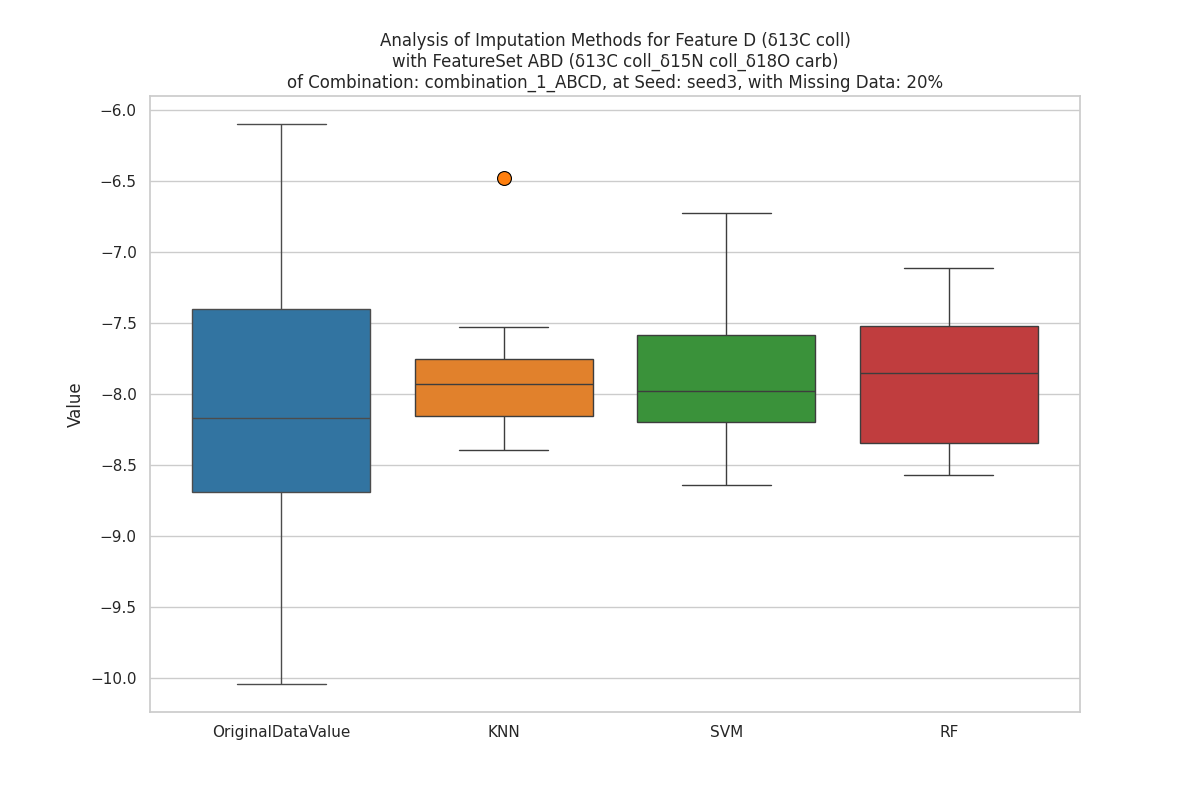 Analysis of Imputation Methods for Feature D (δ13C coll)
with FeatureSet ABD (δ13C coll_δ15N coll_δ18O carb)
of Combination: combination_1_ABCD, at Seed: seed3, with Missing Data: 20%
−6.0
−6.5
−7.0
−7.5
−8.0
−8.5
−9.0
−9.5
−10.0
Value
OriginalDataValue
KNN
SVM
RF